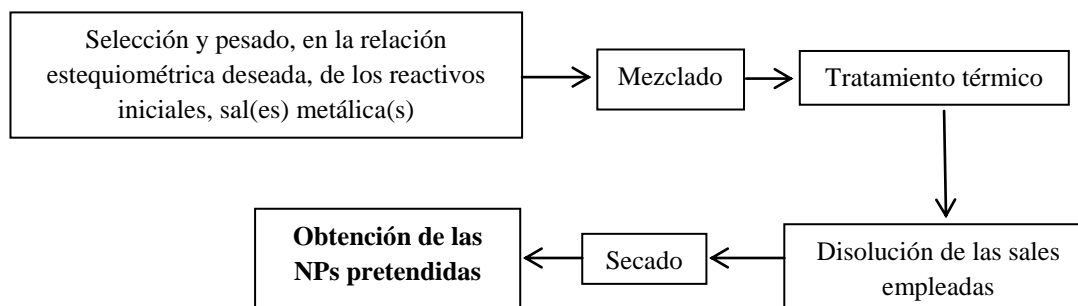 Selección y pesado, en la relación
estequiométrica deseada, de los reactivos
iniciales, sal(es) metálica(s)
Mezclado
Tratamiento térmico
Disolución de las sales
empleadas
Secado
Obtención de las
NPs pretendidas